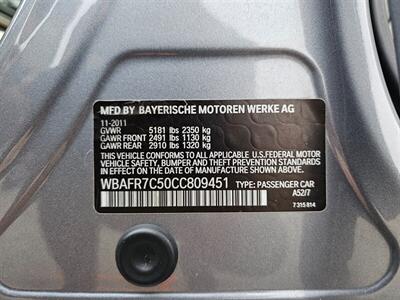 MFD BY BAYERISCHE MOTOREN WERKE AG
11-2011
GVWR 5181 lbs 2350 kg
GAWR FRONT 2491 lbs 1130 kg
GAWR REAR 2910 lbs 1320 kg
THIS VEHICLE CONFORMS TO ALL APPLICABLE U.S.FEDERAL MOTOR
VEHICLE SAFETY, BUMPER AND THEFT PREVENTION STANDARDS
IN EFFECT ON THE DATE OF MANUFACTURE SHOWN ABOVE.
WBAFR7C50CC809451 TYPE: PASSENGER CAR
A52/7
7 315 814